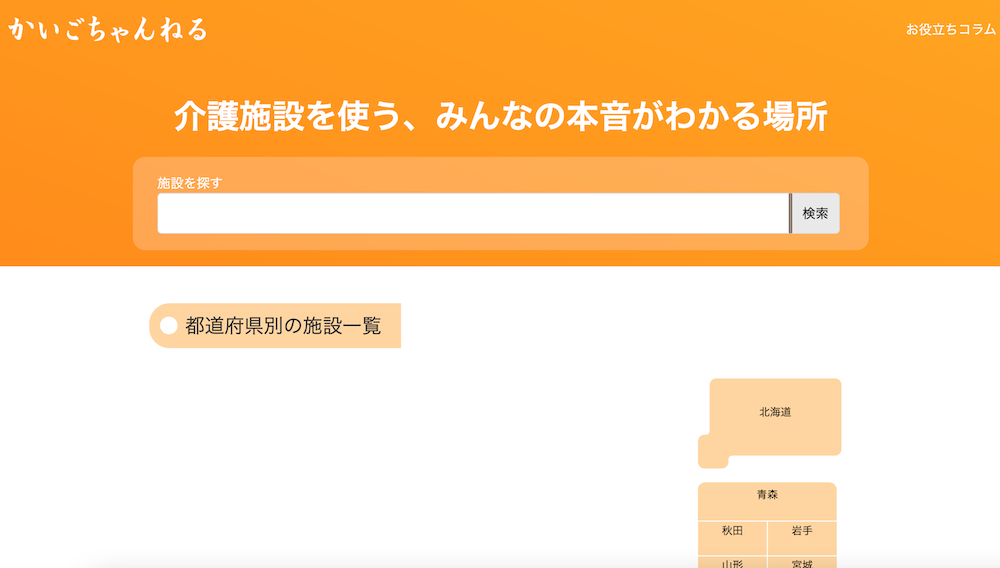 かいごちゃんねる
お役立ちコラム
介護施設を使う、みんなの本音がわかる場所
施設を探す
検索
都道府県別の施設一覧
北海道
青森
秋田 岩手
山形 宮城